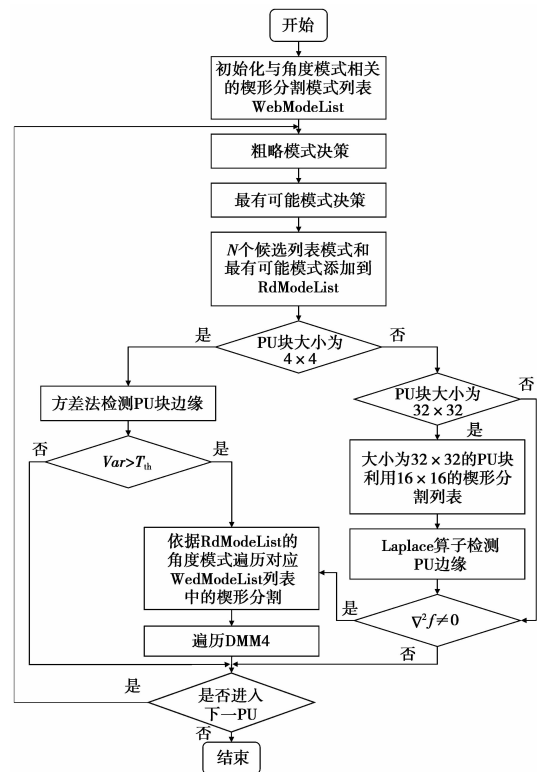 开始
初始化与角度模式相关
的楔形分割模式列表
WebModeList
粗略模式决策
最有可能模式决策
N个候选列表模式和
最有可能模式添加到
RdModeList
是
PU块大小为
4×4
否
方差法检测PU块边缘
PU块大小为
32×32
否
否
Var>Tth
是
是
大小为32×32的PU块
利用16×16的楔形分
割列表
依据RdModeList的
角度模式遍历对应
WedModeList列表
中的楔形分割
Laplace算子检测
PU边缘
是
∇²f≠0
遍历DMM4
否
是
是否进入
下一PU
否
结束